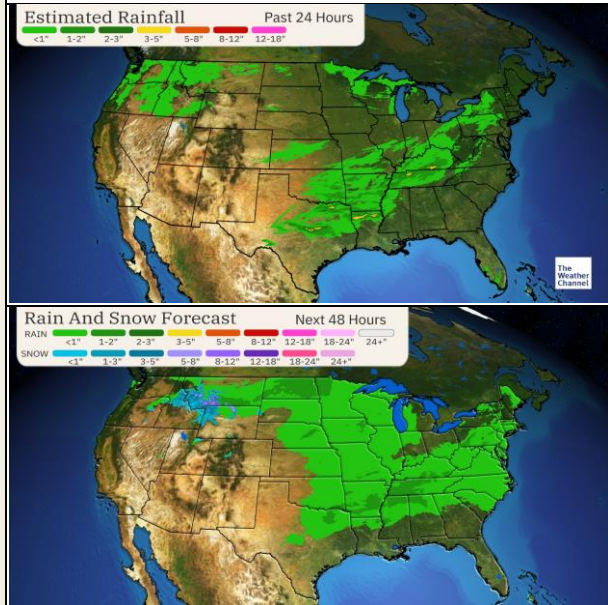 Estimated Rainfall Past 24 Hours
<1" 1-2" 2-3" 3-5" 5-8" 8-12" 12-18"
The
Weather
Channel
Rain And Snow Forecast Next 48 Hours
RAIN
<1" 1-2" 2-3" 3-5" 5-8" 8-12" 12-18" 18-24" 24+"
SNOW
<1" 1-3" 3-5" 5-8" 8-12" 12-18" 18-24" 24+"